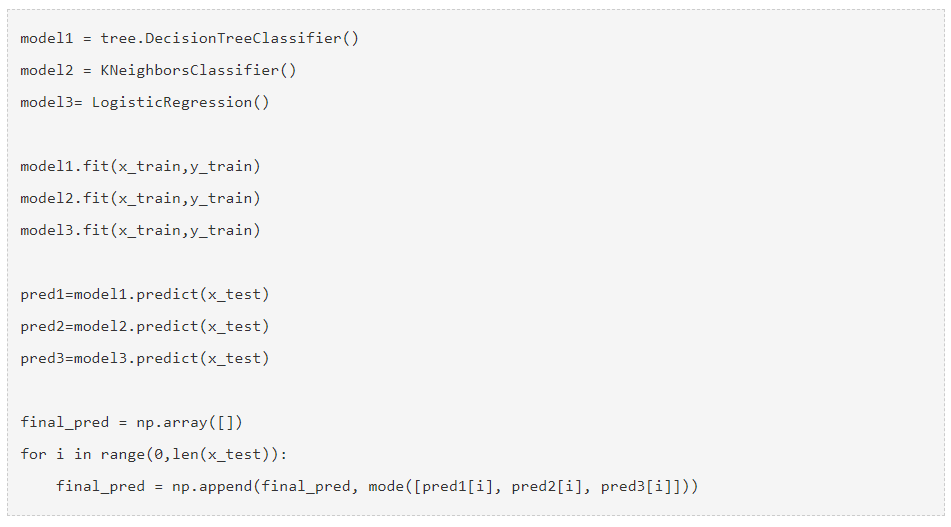 model1 = tree.DecisionTreeClassifier()
model2 = KNeighborsClassifier()
model3= LogisticRegression()
model1.fit(x_train,y_train)
model2.fit(x_train,y_train)
model3.fit(x_train,y_train)
pred1=model1.predict(x_test)
pred2=model2.predict(x_test)
pred3=model3.predict(x_test)
final_pred = np.array([])
for i in range(0,len(x_test)):
    final_pred = np.append(final_pred, mode([pred1[i], pred2[i], pred3[i]]))